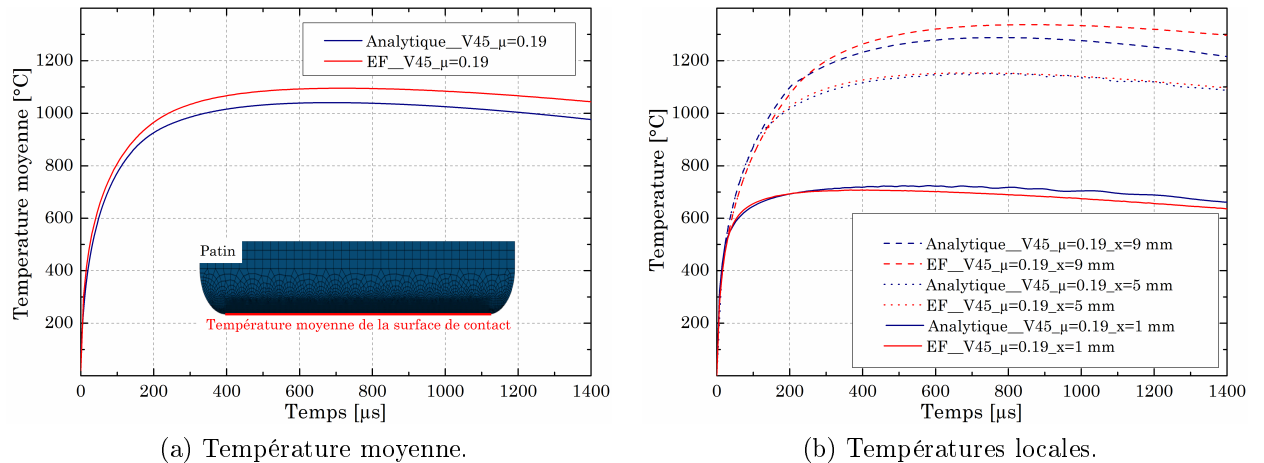 Température moyenne [°C]
1200
1000
800
600
400
200
Analytique__V45_µ=0.19
EF__V45_µ=0.19
Patin
Température moyenne de la surface de contact
0 200 400 600 800 1000 1200 1400
Temps [µs]
(a) Température moyenne.
Température [°C]
1200
1000
800
600
400
200
Analytique__V45_µ=0.19_x=9 mm
EF__V45_µ=0.19_x=9 mm
Analytique__V45_µ=0.19_x=5 mm
EF__V45_µ=0.19_x=5 mm
Analytique__V45_µ=0.19_x=1 mm
EF__V45_µ=0.19_x=1 mm
0 200 400 600 800 1000 1200 1400
Temps [µs]
(b) Températures locales.